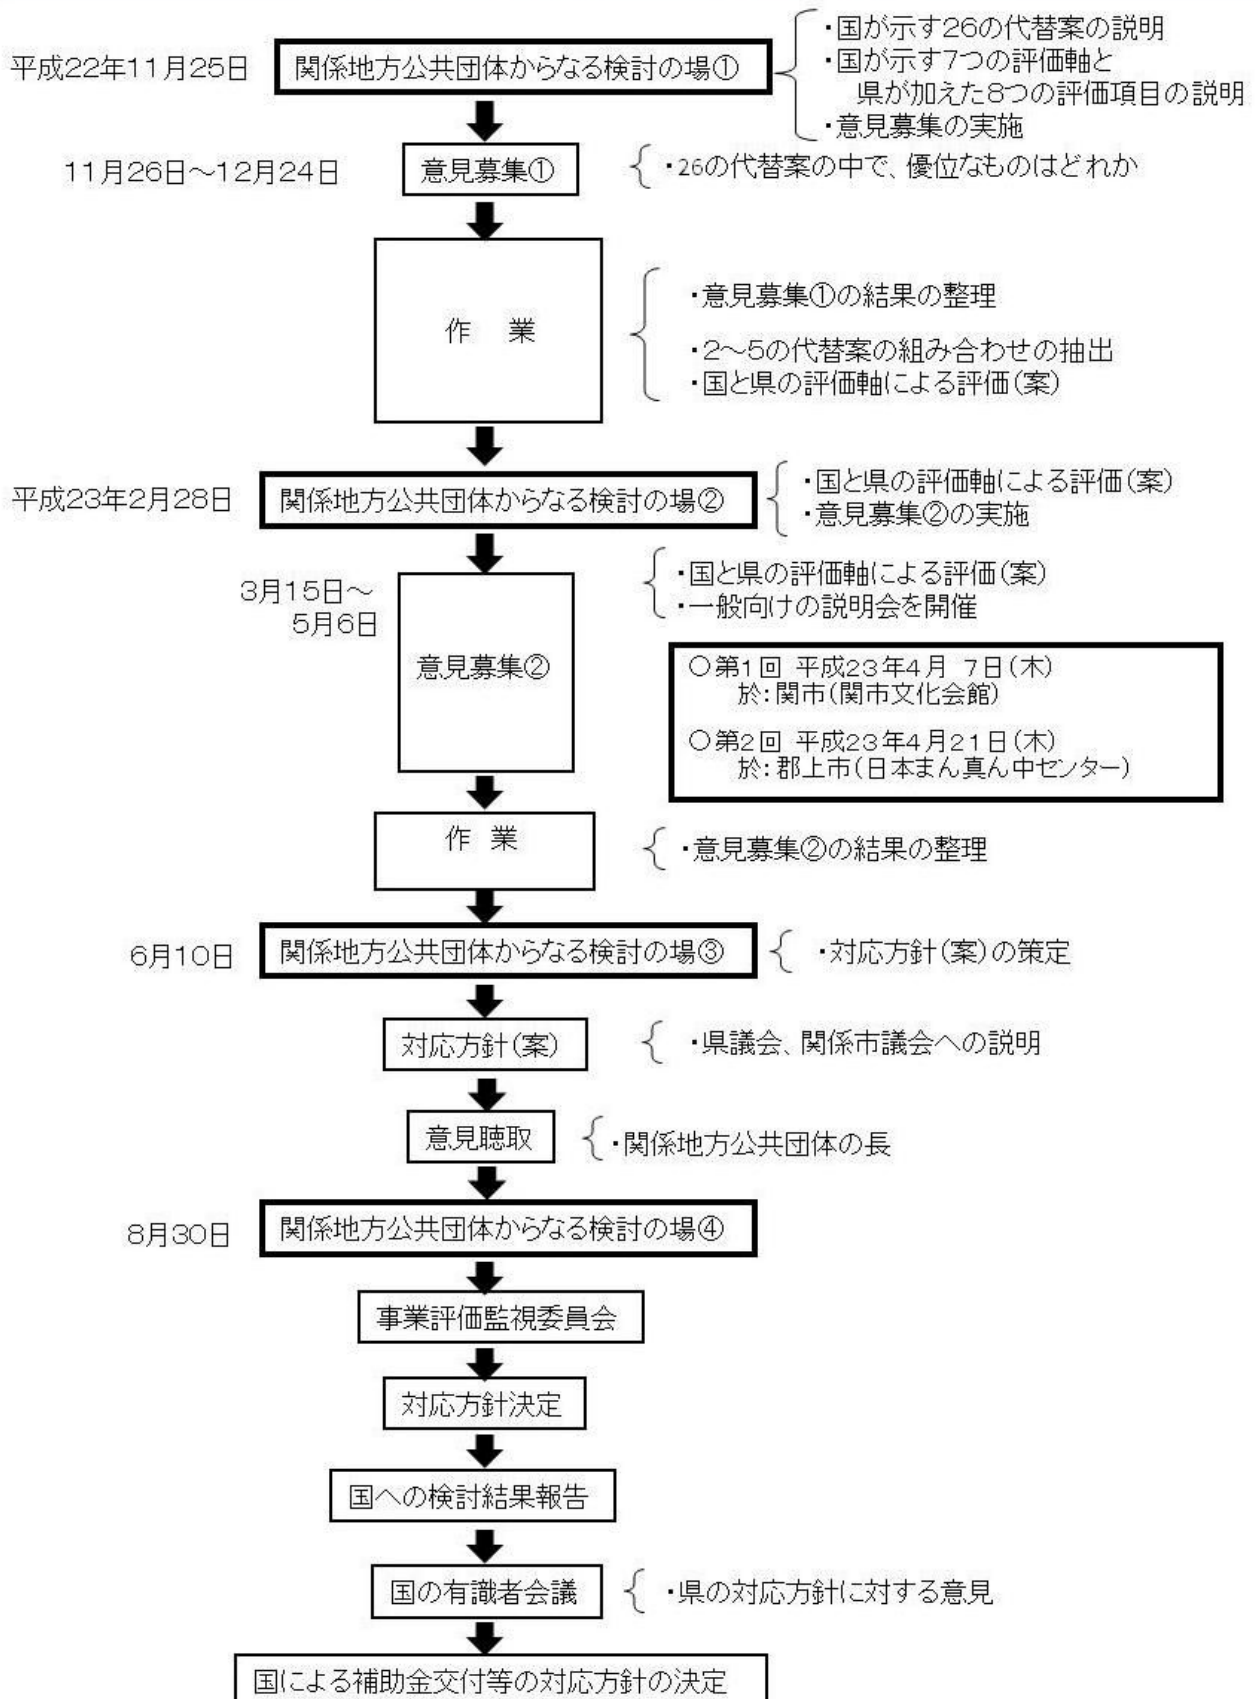 平成22年11月25日
関係地方公共団体からなる検討の場①
・国が示す26の代替案の説明
・国が示す7つの評価軸と
県が加えた8つの評価項目の説明
・意見募集の実施
11月26日～12月24日
意見募集①
・26の代替案の中で、優位なものはどれか
作　業
・意見募集①の結果の整理
・2～5の代替案の組み合わせの抽出
・国と県の評価軸による評価(案)
平成23年2月28日
関係地方公共団体からなる検討の場②
・国と県の評価軸による評価(案)
・意見募集②の実施
3月15日～
5月6日
意見募集②
・国と県の評価軸による評価(案)
・一般向けの説明会を開催
○第1回 平成23年4月 7日(木)
於:関市(関市文化会館)
○第2回 平成23年4月21日(木)
於:郡上市(日本まん真ん中センター)
作 業
・意見募集②の結果の整理
6月10日
関係地方公共団体からなる検討の場③
・対応方針(案)の策定
対応方針(案)
・県議会、関係市議会への説明
意見聴取
・関係地方公共団体の長
8月30日
関係地方公共団体からなる検討の場④
事業評価監視委員会
対応方針決定
国への検討結果報告
国の有識者会議
・県の対応方針に対する意見
国による補助金交付等の対応方針の決定